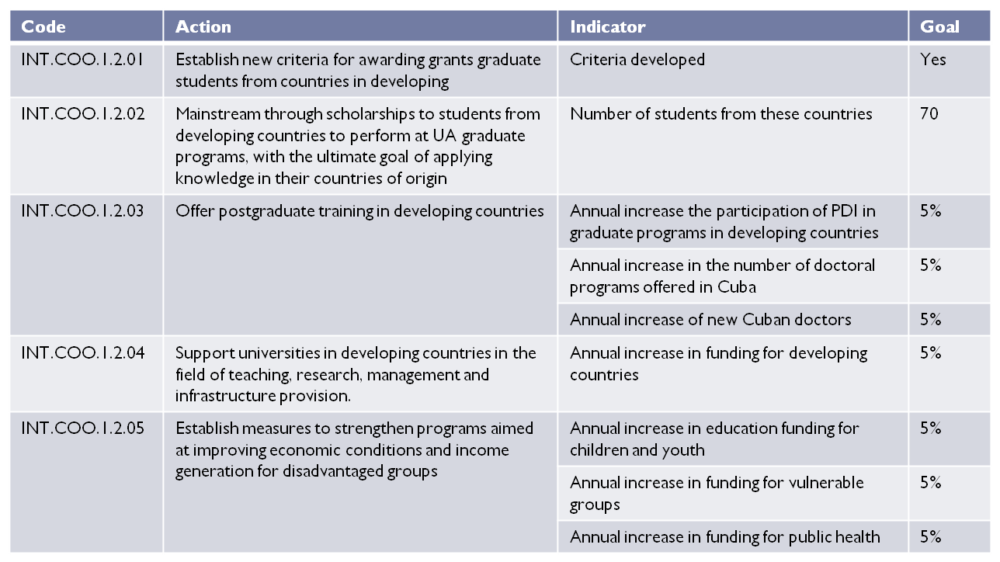 Code Action Indicator Goal
INT.COO.1.2.01 Establish new criteria for awarding grants graduate Criteria developed Yes
students from countries in developing
INT.COO.1.2.02 Mainstream through scholarships to students from Number of students from these countries 70
developing countries to perform at UA graduate
programs, with the ultimate goal of applying
knowledge in their countries of origin
INT.COO.1.2.03 Offer postgraduate training in developing countries Annual increase the participation of PDI in 5%
graduate programs in developing countries
Annual increase in the number of doctoral 5%
programs offered in Cuba
Annual increase of new Cuban doctors 5%
INT.COO.1.2.04 Support universities in developing countries in the Annual increase in funding for developing 5%
field of teaching, research, management and countries
infrastructure provision.
INT.COO.1.2.05 Establish measures to strengthen programs aimed Annual increase in education funding for 5%
at improving economic conditions and income children and youth
generation for disadvantaged groups
Annual increase in funding for vulnerable 5%
groups
Annual increase in funding for public health 5%